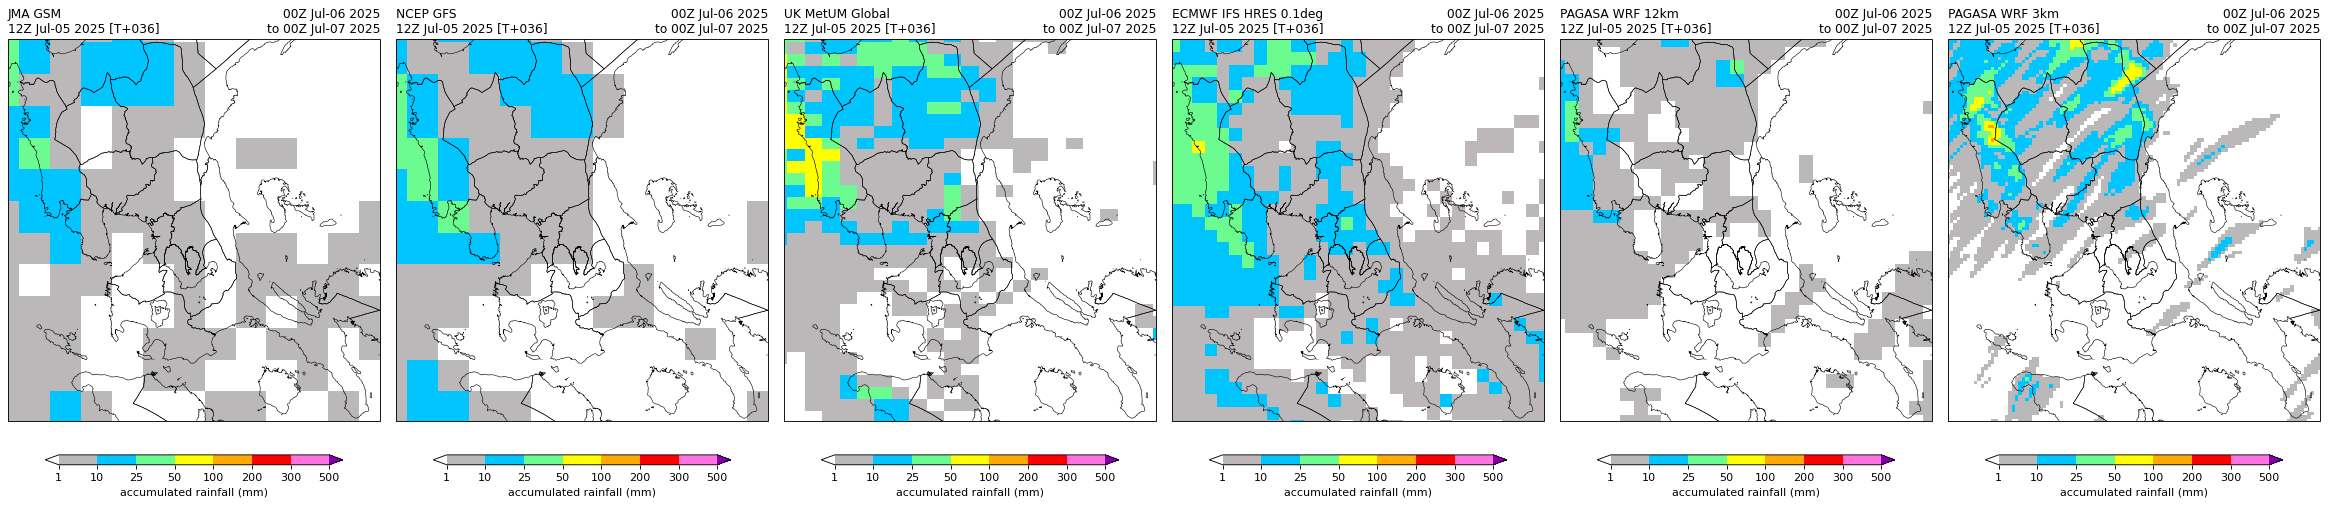 JMA GSM 00Z Jul-06 2025
12Z Jul-05 2025 [T+036] to 00Z Jul-07 2025
1 10 25 50 100 200 300 500
accumulated rainfall (mm)
NCEP GFS 00Z Jul-06 2025
12Z Jul-05 2025 [T+036] to 00Z Jul-07 2025
1 10 25 50 100 200 300 500
accumulated rainfall (mm)
UK MetUM Global 00Z Jul-06 2025
12Z Jul-05 2025 [T+036] to 00Z Jul-07 2025
1 10 25 50 100 200 300 500
accumulated rainfall (mm)
ECMWF IFS HRES 0.1deg 00Z Jul-06 2025
12Z Jul-05 2025 [T+036] to 00Z Jul-07 2025
1 10 25 50 100 200 300 500
accumulated rainfall (mm)
PAGASA WRF 12km 00Z Jul-06 2025
12Z Jul-05 2025 [T+036] to 00Z Jul-07 2025
1 10 25 50 100 200 300 500
accumulated rainfall (mm)
PAGASA WRF 3km 00Z Jul-06 2025
12Z Jul-05 2025 [T+036] to 00Z Jul-07 2025
1 10 25 50 100 200 300 500
accumulated rainfall (mm)